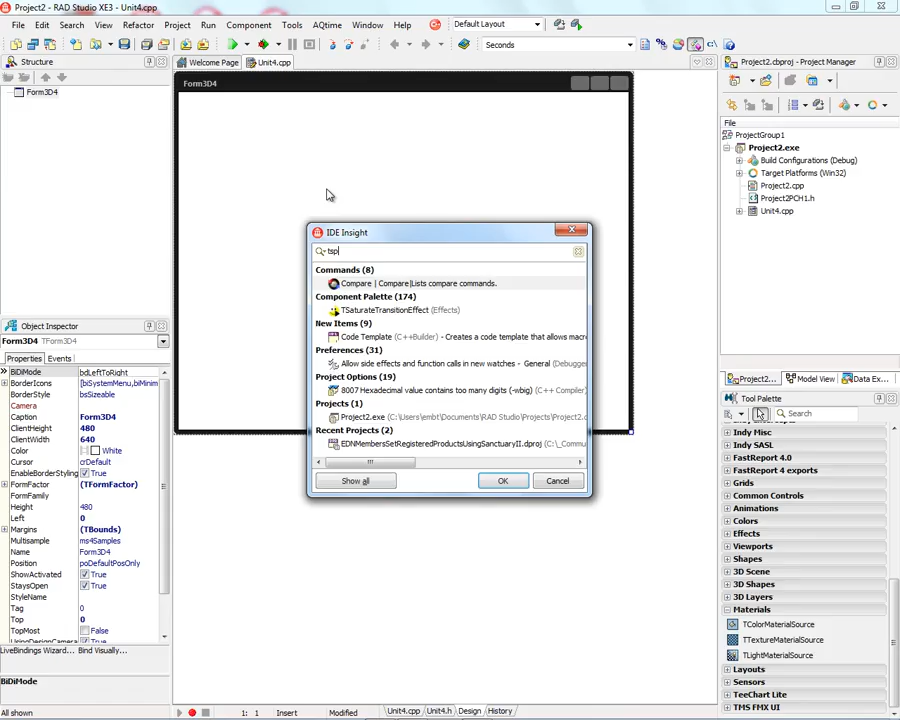 Project2 - RAD Studio XE3 - Unit4.cpp
File Edit Search View Refactor Project Run Component Tools AQtime Window Help Default Layout
Seconds
Structure
Form3D4
Welcome Page Unit4.cpp
Form3D4
IDE Insight
tsp
Commands (8)
Compare | Compare|Lists compare commands.
Component Palette (174)
TSaturateTransitionEffect (Effects)
New Items (9)
Code Template (C++Builder) - Creates a code template that allows macro
Preferences (31)
Allow side effects and function calls in new watches - General (Debugger
Project Options (19)
8007 Hexadecimal value contains too many digits (-wbig) (C++ Compiler)
Projects (1)
Project2.exe (C:\Users\embt\Documents\RAD Studio\Projects\Project2.
Recent Projects (2)
EDNMembersSetRegisteredProductsUsingSanctuaryII.dproj (C:\_Commu
Show all OK Cancel
Object Inspector
Form3D4 TForm3D4
Properties Events
BiDiMode bdLeftToRight
BorderIcons [biSystemMenu,biMinim
BorderStyle bsSizeable
Camera
Caption Form3D4
ClientHeight 480
ClientWidth 640
Color White
Cursor crDefault
EnableBorderStyling True
FormFactor (TFormFactor)
FormFamily
Height 480
Left 0
Margins (TBounds)
Multisample ms4Samples
Name Form3D4
Position poDefaultPosOnly
ShowActivated True
StaysOpen True
StyleName
Tag 0
Top 0
TopMost False
UsingDesignCamera True
LiveBindings Wizard... Bind Visually...
BiDiMode
All shown
1: 1 Insert Modified Unit4.cpp Unit4.h Design History
Project2.cbproj - Project Manager
File
ProjectGroup1
Project2.exe
Build Configurations (Debug)
Target Platforms (Win32)
Project2.cpp
Project2PCH1.h
Unit4.cpp
Project2... Model View Data Ex...
Tool Palette
Search
Indy Misc
Indy SASL
FastReport 4.0
FastReport 4 exports
Grids
Common Controls
Animations
Colors
Effects
Viewports
Shapes
3D Scene
3D Shapes
3D Layers
Materials
TColorMaterialSource
TTextureMaterialSource
TLightMaterialSource
Layouts
Sensors
TeeChart Lite
TMS FMX UI